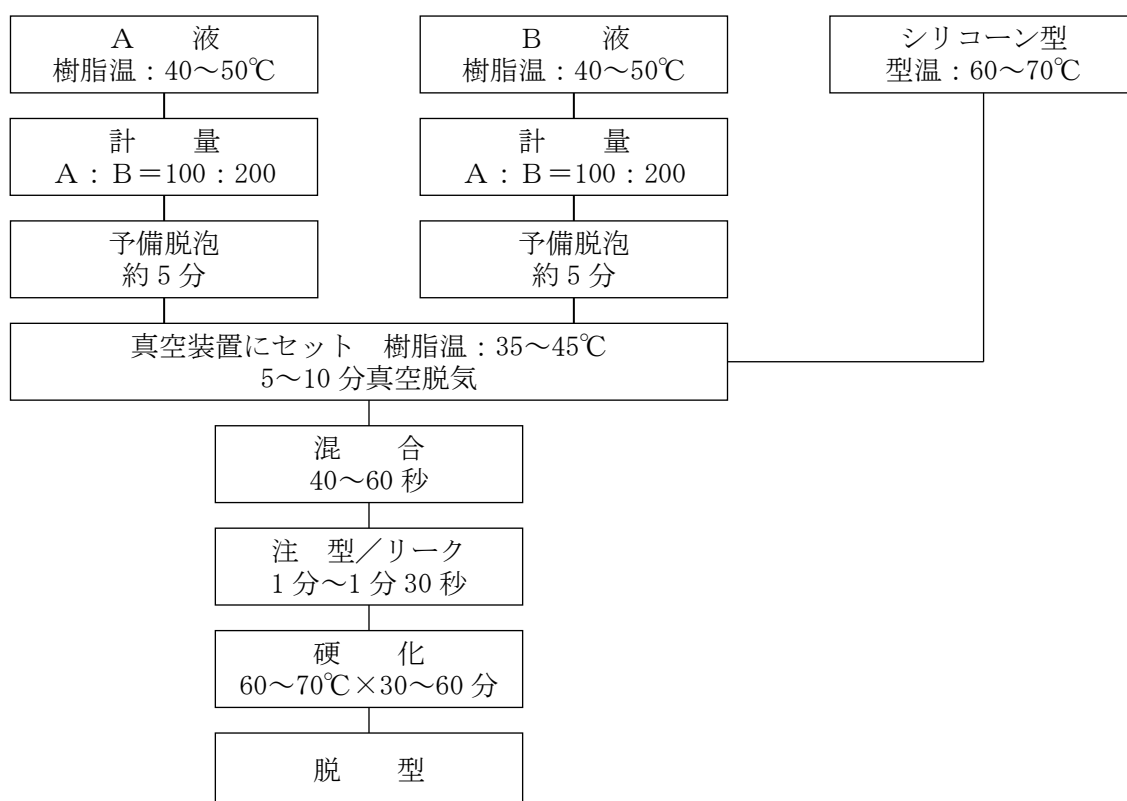 A　液
樹脂温：40～50℃
B　液
樹脂温：40～50℃
シリコーン型
型温：60～70℃
計　量
A：B＝100：200
計　量
A：B＝100：200
予備脱泡
約5分
予備脱泡
約5分
真空装置にセット　樹脂温：35～45℃
5～10分真空脱気
混　合
40～60秒
注　型／リーク
1分～1分30秒
硬　化
60～70℃×30～60分
脱　型